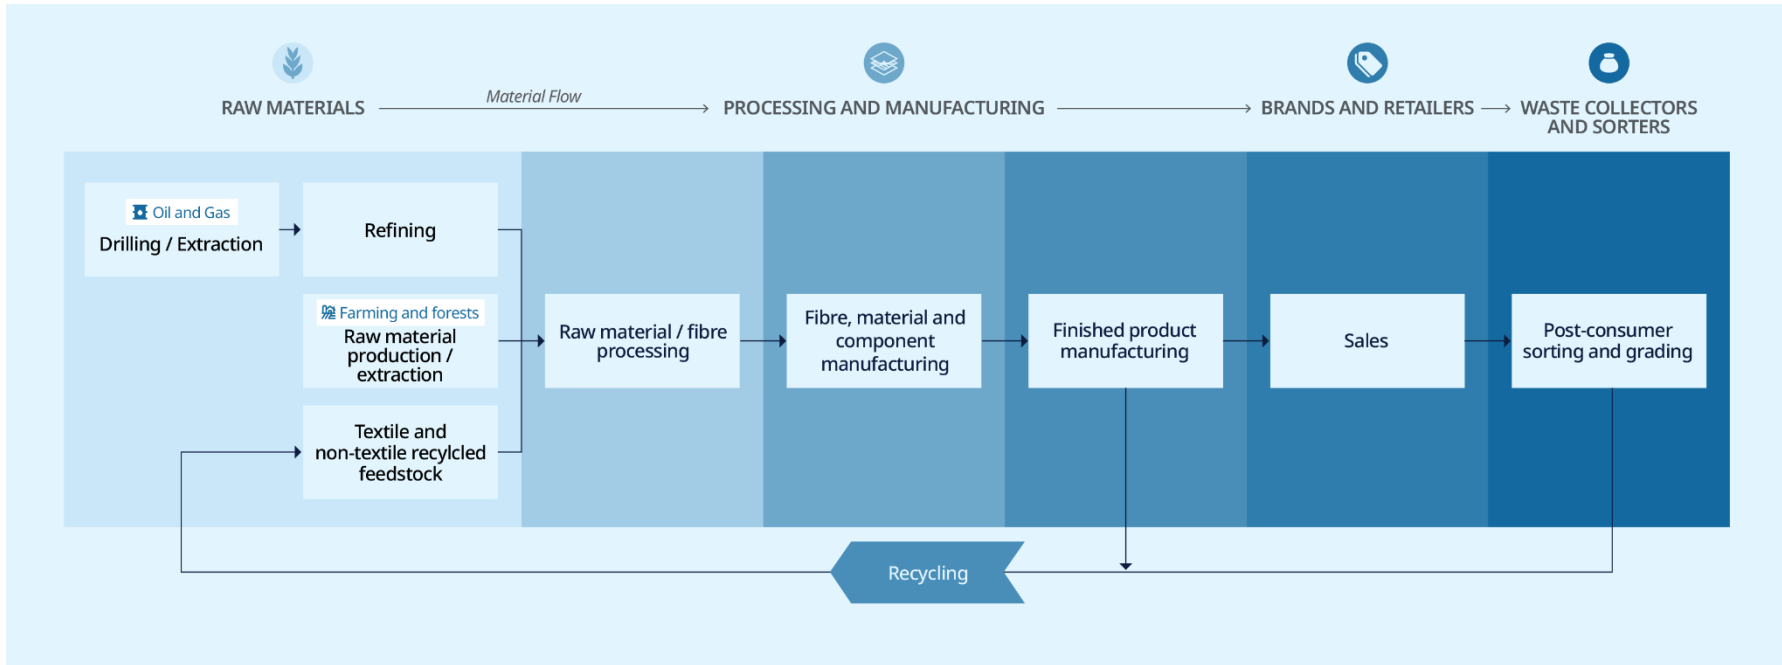 RAW MATERIALS
Material Flow
PROCESSING AND MANUFACTURING
BRANDS AND RETAILERS
WASTE COLLECTORS
AND SORTERS
Oil and Gas
Drilling / Extraction
Refining
Farming and forests
Raw material
production /
extraction
Textile and
non-textile recylcled
feedstock
Raw material / fibre
processing
Fibre, material and
component
manufacturing
Finished product
manufacturing
Sales
Post-consumer
sorting and grading
Recycling